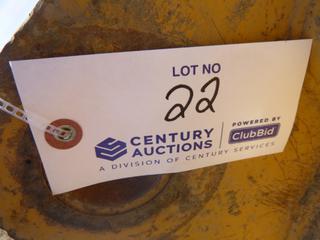 LOT NO
22
CENTURY AUCTIONS
POWERED BY
ClubBid
A DIVISION OF CENTURY SERVICES